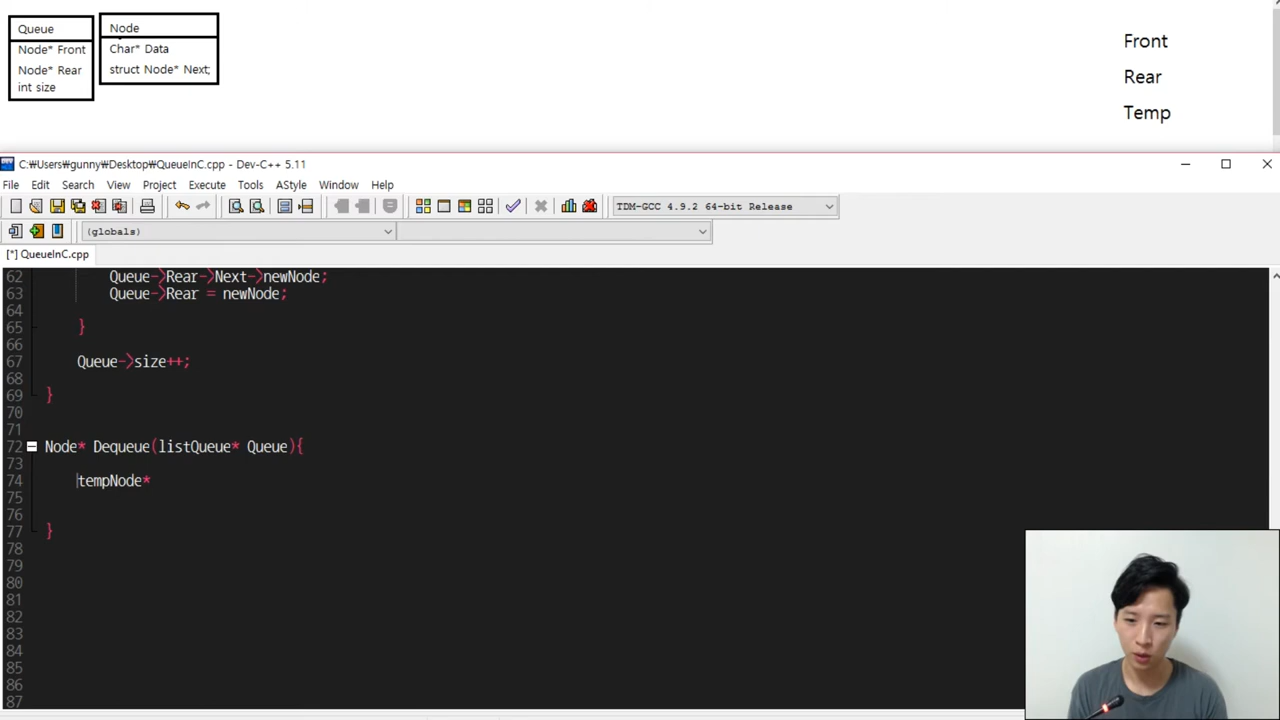 Queue
Node* Front
Node* Rear
int size
Node
Char* Data
struct Node* Next;
Front
Rear
Temp
C:₩Users₩gunny₩Desktop₩QueueInC.cpp - Dev-C++ 5.11
File Edit Search View Project Execute Tools AStyle Window Help
TDM-GCC 4.9.2 64-bit Release
(globals)
[*] QueueInC.cpp
62 Queue->Rear->Next->newNode;
63 Queue->Rear = newNode;
64
65 }
66
67 Queue->size++;
68
69 }
70
71
72 Node* Dequeue(listQueue* Queue){
73
74 tempNode*
75
76
77 }
78
79
80
81
82
83
84
85
86
87